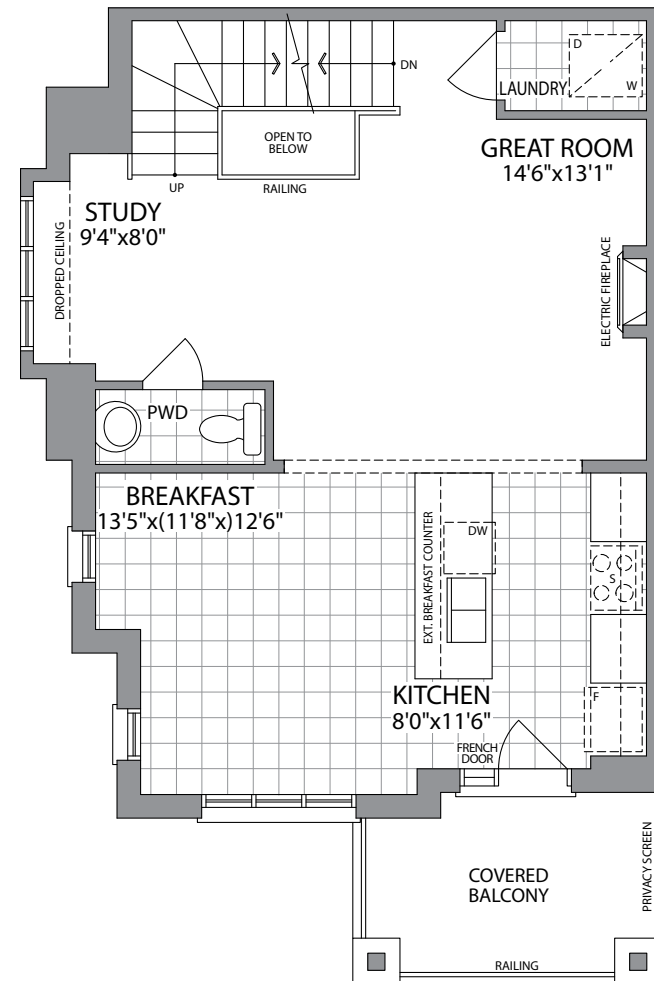 D
W
LAUNDRY
DN
OPEN TO
BELOW
GREAT ROOM
14'6"x13'1"
UP
RAILING
STUDY
9'4"x8'0"
DROPPED CEILING
ELECTRIC FIREPLACE
PWD
BREAKFAST
13'5"x(11'8"x)12'6"
EXT. BREAKFAST COUNTER
DW
S
KITCHEN
8'0"x11'6"
F
FRENCH
DOOR
COVERED
BALCONY
PRIVACY SCREEN
RAILING